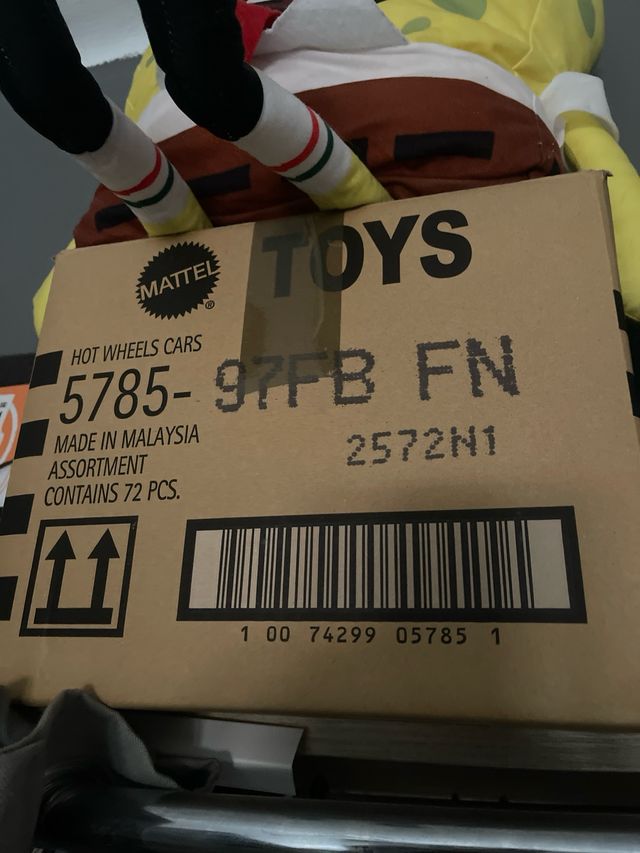 MATTEL®
TOYS
HOT WHEELS CARS
5785- 97FB FN
2572N1
MADE IN MALAYSIA
ASSORTMENT
CONTAINS 72 PCS.
1 00 74299 05785 1